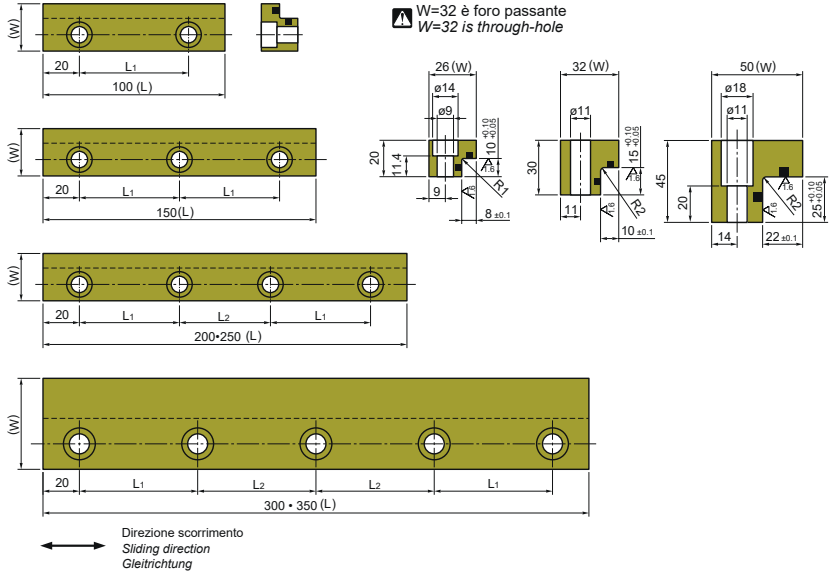 W=32 è foro passante
W=32 is through-hole
(W)
20
L1
100 (L)
26 (W)
ø14
ø9
20
11.4
10 +0.10 +0.05
1.6
1.6
R1
9
8 ±0.1
32 (W)
ø11
30
15 +0.10 +0.05
1.6
1.6
R2
11
10 ±0.1
50 (W)
ø18
ø11
45
20
1.6
1.6
R2
25 +0.10 +0.05
14
22 ±0.1
(W)
20
L1
L1
150(L)
(W)
20
L1
L2
L1
200•250 (L)
(W)
20
L1
L2
L2
L1
300 • 350 (L)
Direzione scorrimento
Sliding direction
Gleitrichtung